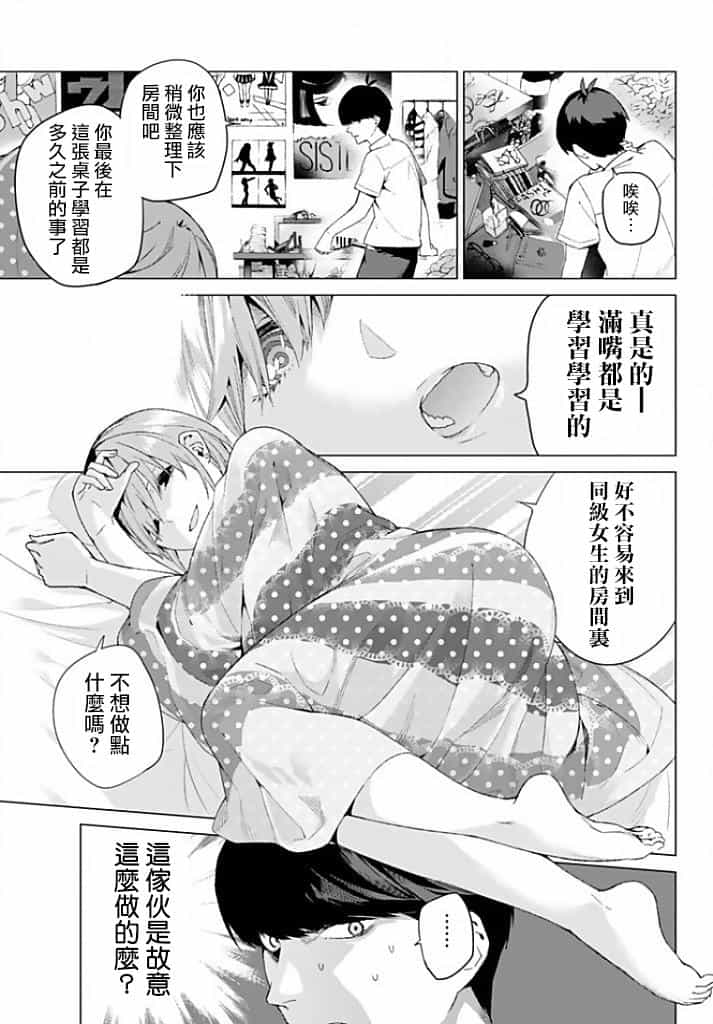 唉唉…
你也應該
稍微整理下
房間吧
你最後在
這張桌子學習都是
多久之前的事了
真是的—
滿嘴都是
學習學習的
好不容易來到
同級女生的房間裏
不想做點
什麼嗎?
……
這傢伙是故意
這麼做的麼?
SIST